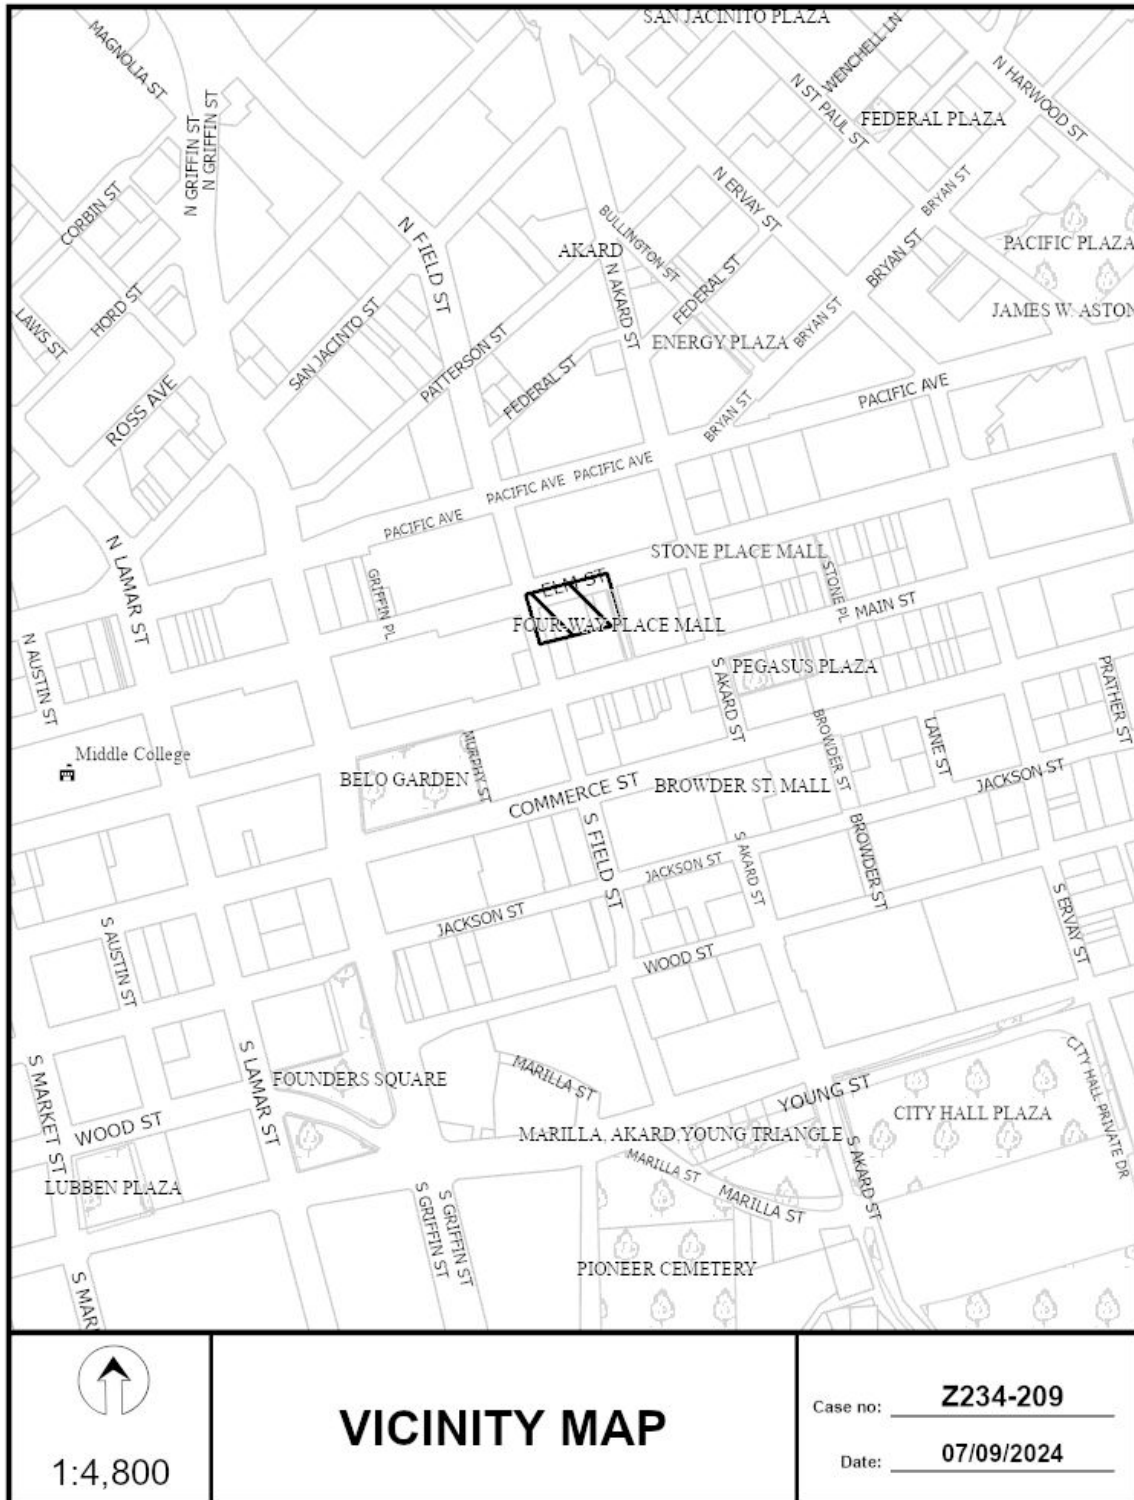 SAN JACINITO PLAZA
MAGNOLIA ST
WENCHELL LN
N HARWOOD ST
N GRIFFIN ST
N GRIFFIN ST
N ST PAUL ST
FEDERAL PLAZA
CORBIN ST
N FIELD ST
N ERVAY ST
BRYAN ST
BULLINGTON ST
AKARD
N AKARD ST
FEDERAL ST
BRYAN ST
PACIFIC PLAZA
LAWS ST
HORD ST
SAN JACINTO ST
PATTERSON ST
ENERGY PLAZA
BRYAN ST
JAMES W. ASTON
ROSS AVE
FEDERAL ST
BRYAN ST
PACIFIC AVE
PACIFIC AVE
PACIFIC AVE
PACIFIC AVE
N LAMAR ST
GRIFFIN PL
ELM ST
STONE PLACE MALL
STONE PL
MAIN ST
FOUR-WAY PLACE MALL
N AUSTIN ST
S AKARD ST
PEGASUS PLAZA
PRATHER ST
Middle College
BELO GARDEN
MURPHY ST
COMMERCE ST
BROWDER ST. MALL
BROWDER ST
LANE ST
JACKSON ST
S FIELD ST
JACKSON ST
S AKARD ST
BROWDER ST
JACKSON ST
S AUSTIN ST
WOOD ST
S ERVAY ST
S MARKET ST
WOOD ST
S LAMAR ST
FOUNDERS SQUARE
MARILLA ST
YOUNG ST
CITY HALL PLAZA
CITY HALL PRIVATE DR
MARILLA, AKARD,YOUNG TRIANGLE
LUBBEN PLAZA
S GRIFFIN ST
S GRIFFIN ST
MARILLA ST
MARILLA ST
S AKARD ST
PIONEER CEMETERY
S MAR
1:4,800
VICINITY MAP
Case no: Z234-209
Date: 07/09/2024